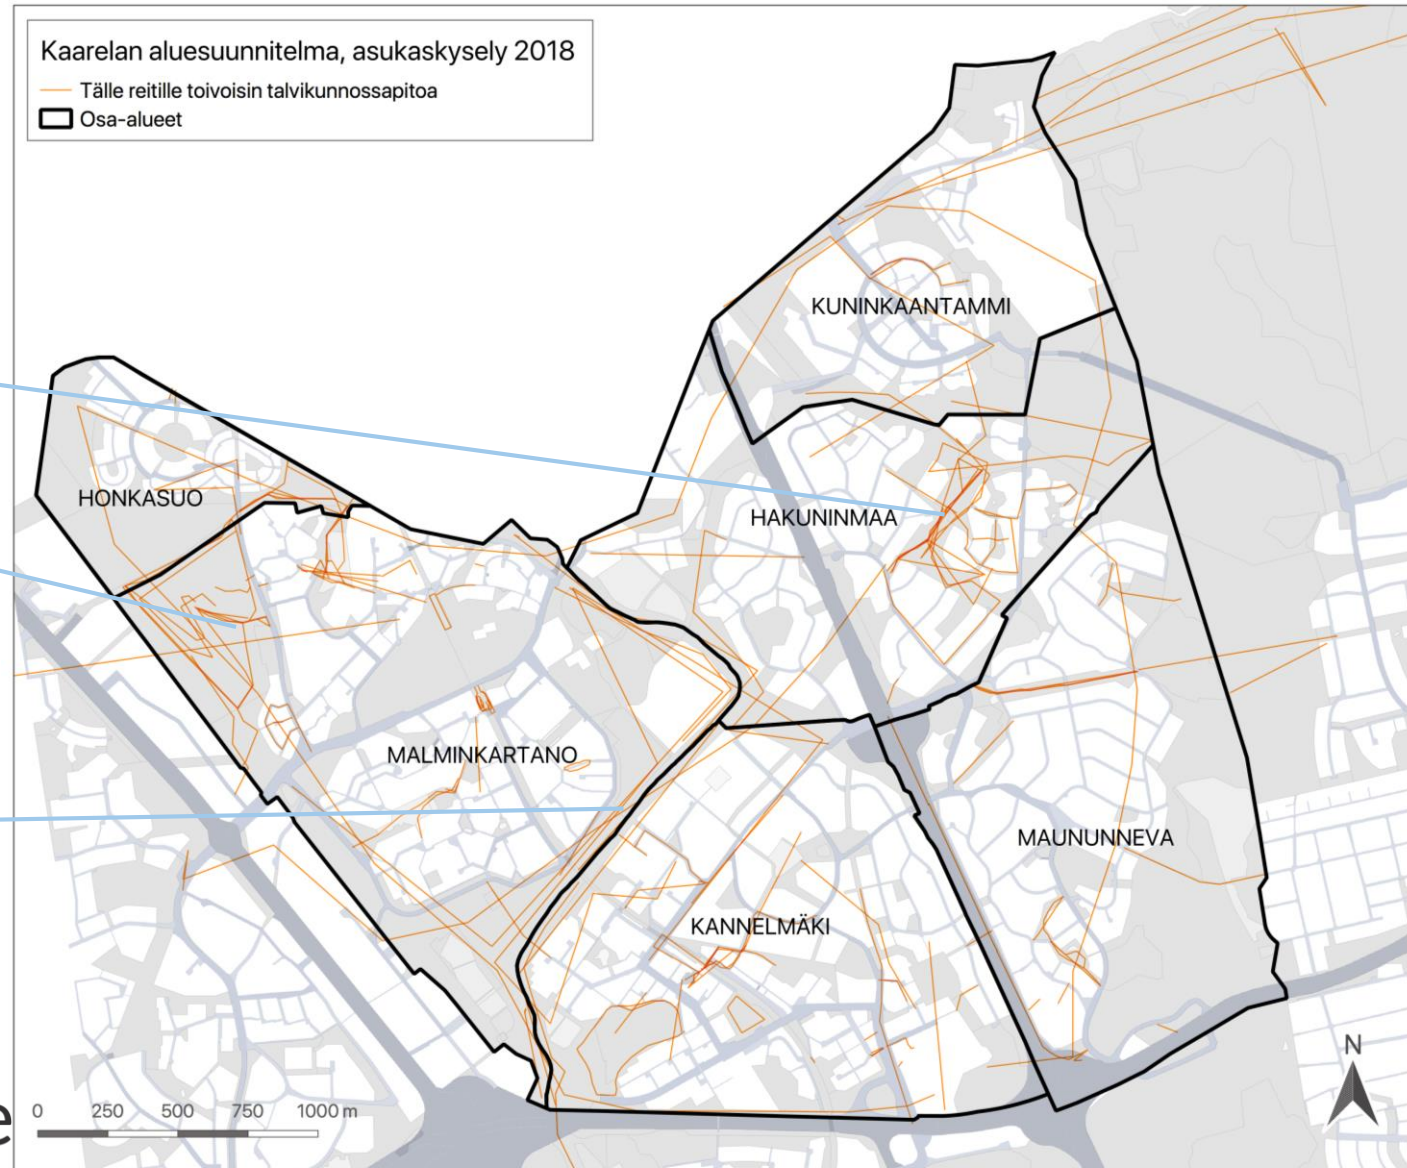 Kaarelan aluesuunnitelma, asukaskysely 2018
Tälle reitille toivoisin talvikunnossapitoa
Osa-alueet
KUNINKAANTAMMI
HONKASUO
HAKUNINMAA
MALMINKARTANO
MAUNUNNEVA
KANNELMÄKI
N
e
0 250 500 750 1000 m